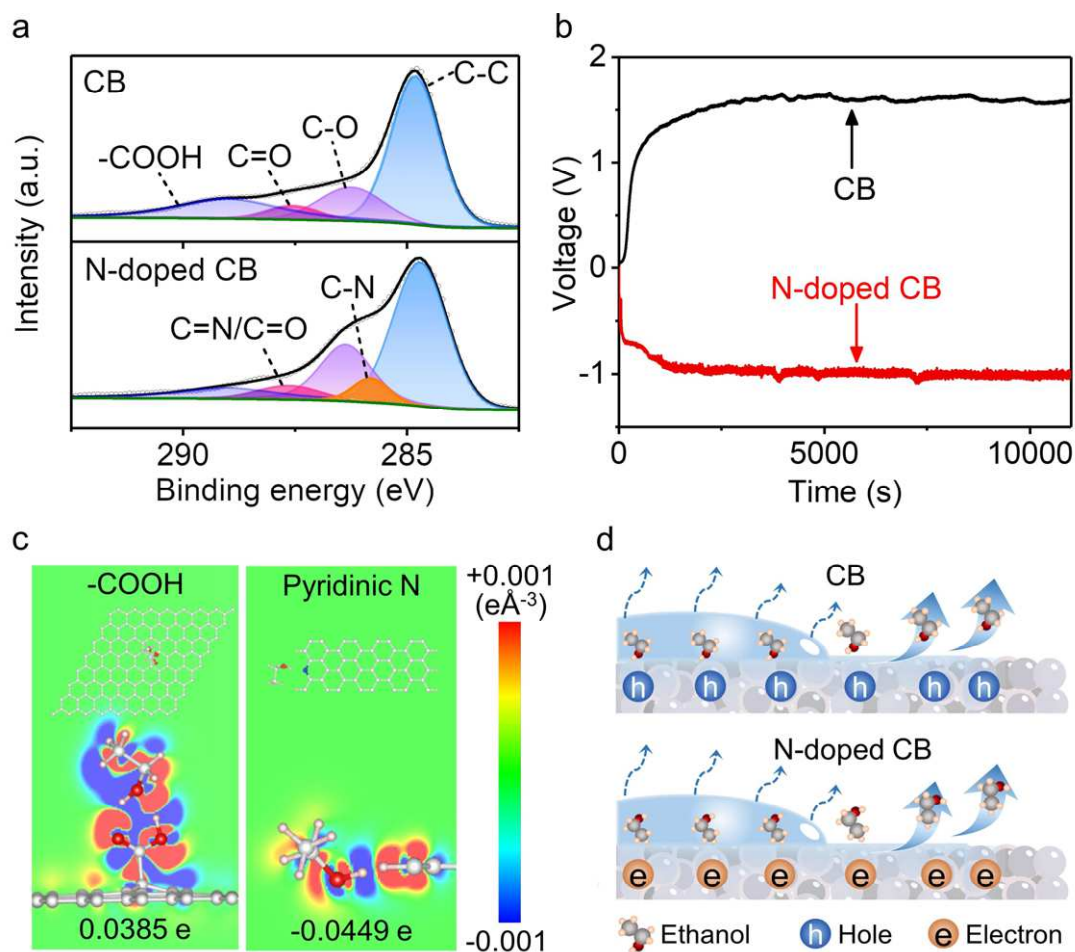 a
CB
C-C
C-O
C=O
-COOH
N-doped CB
C-N
C=N/C=O
Intensity (a.u.)
290
285
Binding energy (eV)
b
2
1
0
-1
Voltage (V)
CB
N-doped CB
0
5000
10000
Time (s)
c
-COOH
0.0385 e
Pyridinic N
-0.0449 e
+0.001
(eÅ⁻³)
-0.001
d
CB
h h h h h h
N-doped CB
e e e e e e
Ethanol h Hole e Electron